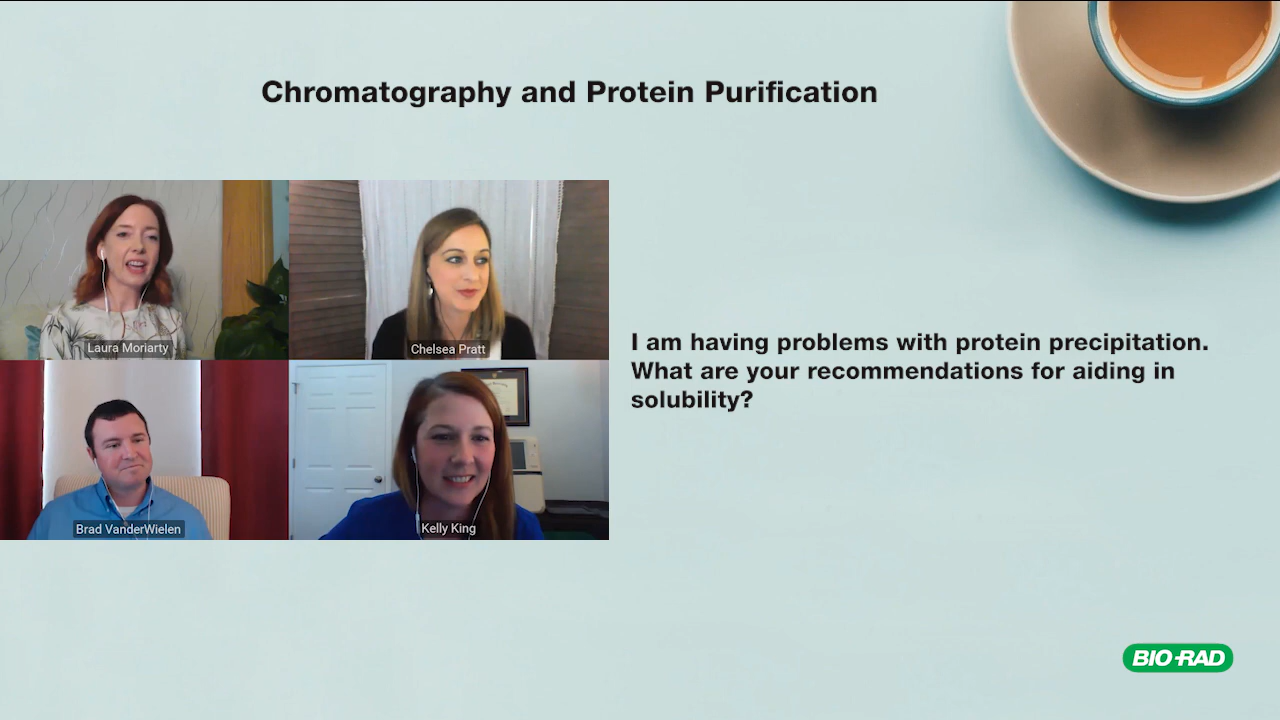 Chromatography and Protein Purification
Laura Moriarty
Chelsea Pratt
Brad VanderWielen
Kelly King
I am having problems with protein precipitation.
What are your recommendations for aiding in
solubility?
BIO-RAD